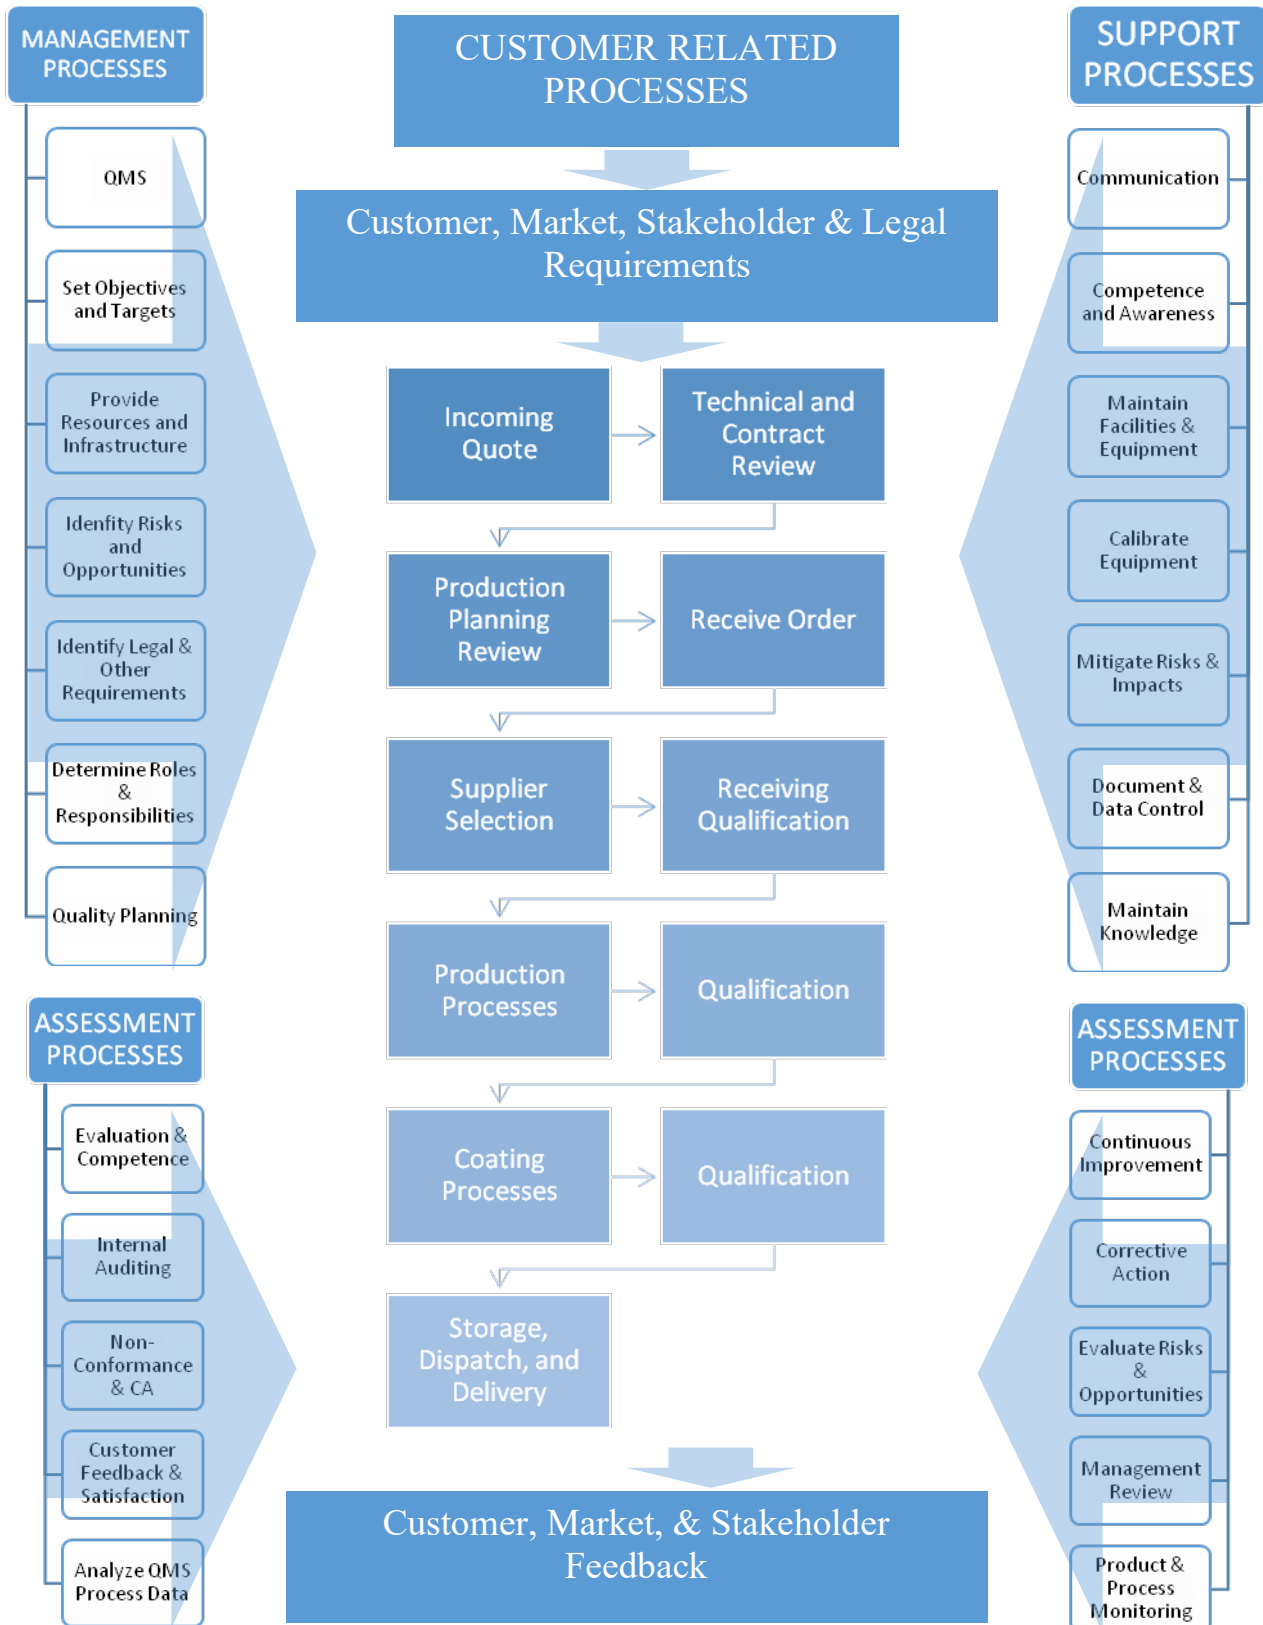 MANAGEMENT
PROCESSES
QMS
Set Objectives
and Targets
Provide
Resources and
Infrastructure
Idenfity Risks
and
Opportunities
Identify Legal &
Other
Requirements
Determine Roles
&
Responsibilities
Quality Planning
ASSESSMENT
PROCESSES
Evaluation &
Competence
Internal
Auditing
Non-
Conformance
& CA
Customer
Feedback &
Satisfaction
Analyze QMS
Process Data
CUSTOMER RELATED
PROCESSES
Customer, Market, Stakeholder & Legal
Requirements
Incoming
Quote
Technical and
Contract
Review
Production
Planning
Review
Receive Order
Supplier
Selection
Receiving
Qualification
Production
Processes
Qualification
Coating
Processes
Qualification
Storage,
Dispatch, and
Delivery
Customer, Market, & Stakeholder
Feedback
SUPPORT
PROCESSES
Communication
Competence
and Awareness
Maintain
Facilities &
Equipment
Calibrate
Equipment
Mitigate Risks &
Impacts
Document &
Data Control
Maintain
Knowledge
ASSESSMENT
PROCESSES
Continuous
Improvement
Corrective
Action
Evaluate Risks
&
Opportunities
Management
Review
Product &
Process
Monitoring